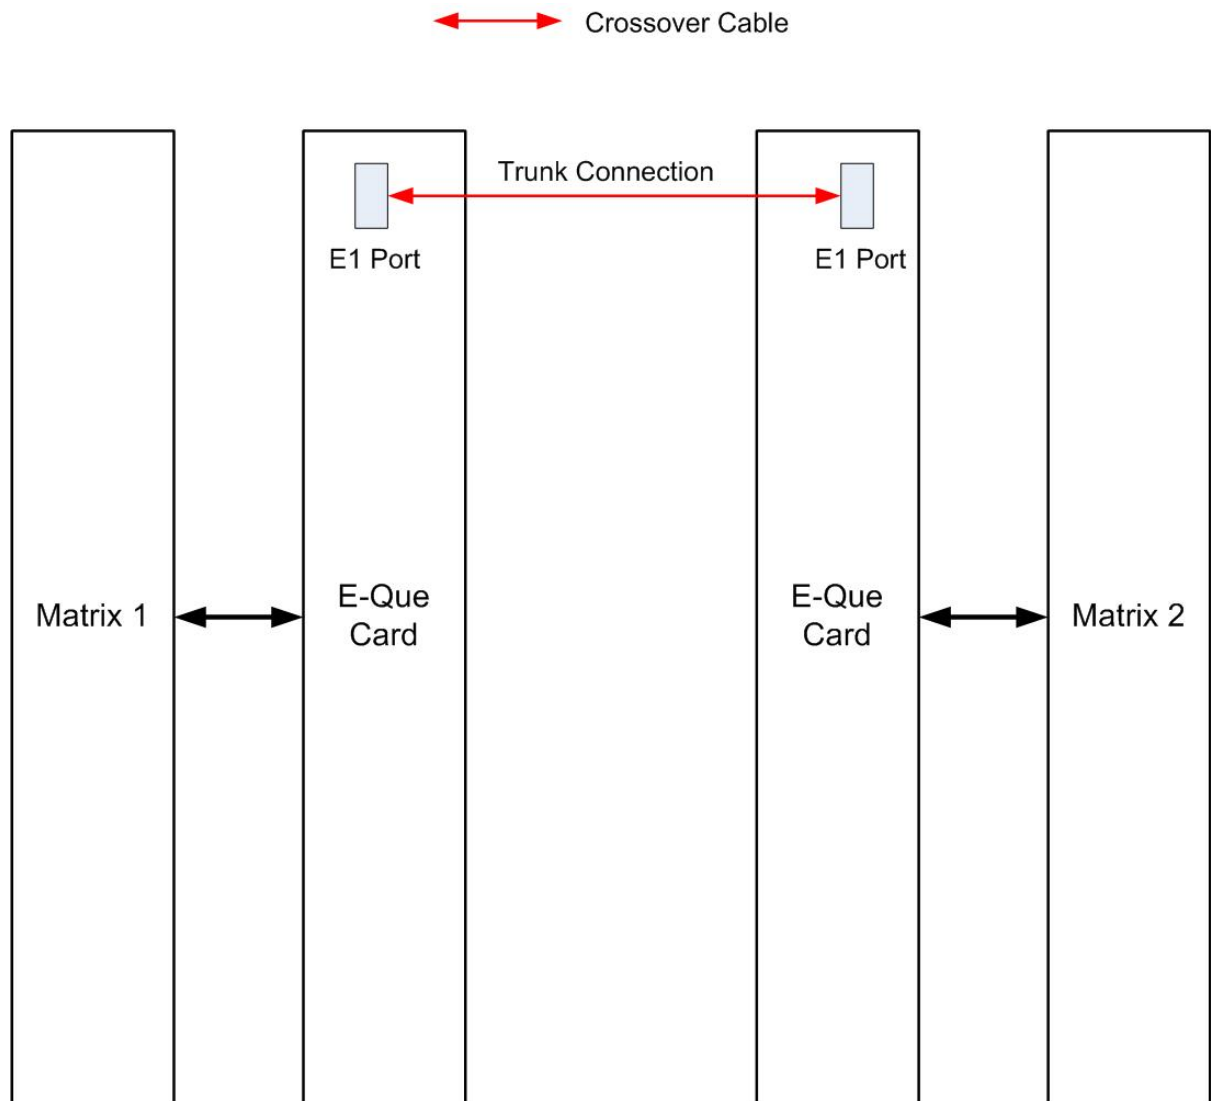 Crossover Cable
Trunk Connection
E1 Port
E1 Port
Matrix 1
E-Que
Card
E-Que
Card
Matrix 2